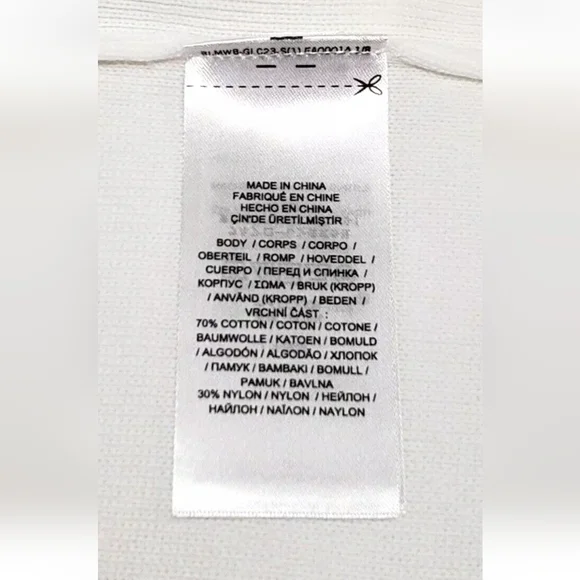 MADE IN CHINA
FABRIQUÉ EN CHINE
HECHO EN CHINA
ÇİN'DE ÜRETİLMİŞTİR
BODY / CORPS / CORPO /
OBERTEIL / ROMP / HOVEDDEL /
CUERPO / ПЕРЕД И СПИНКА /
КОРПУС / ΣΩΜΑ / BRUK (KROPP)
/ ANVÄND (KROPP) / BEDEN /
VRCHNÍ ČÁST :
70% COTTON / COTON / COTONE /
BAUMWOLLE / KATOEN / BOMULD
/ ALGODÓN / ALGODÃO / ХЛОПОК
/ ПАМУК / BAMBAKI / BOMULL /
PAMUK / BAVLNA
30% NYLON / NYLON / НЕЙЛОН /
НАЙЛОН / NAÏLON / NAYLON